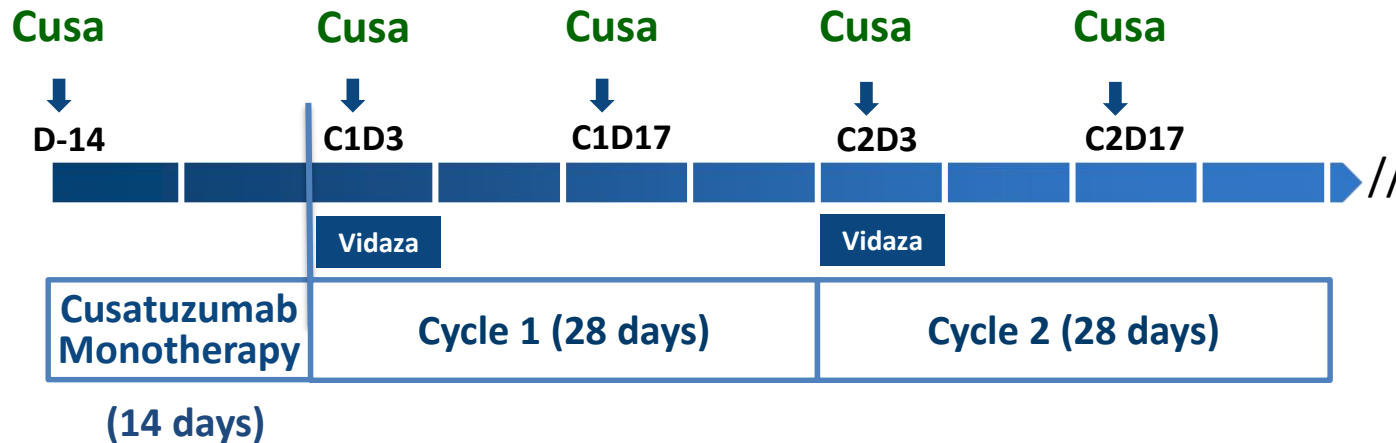 Cusa Cusa Cusa Cusa Cusa
D-14 C1D3 C1D17 C2D3 C2D17
//
Vidaza Vidaza
Cusatuzumab
Monotherapy
Cycle 1 (28 days) Cycle 2 (28 days)
(14 days)